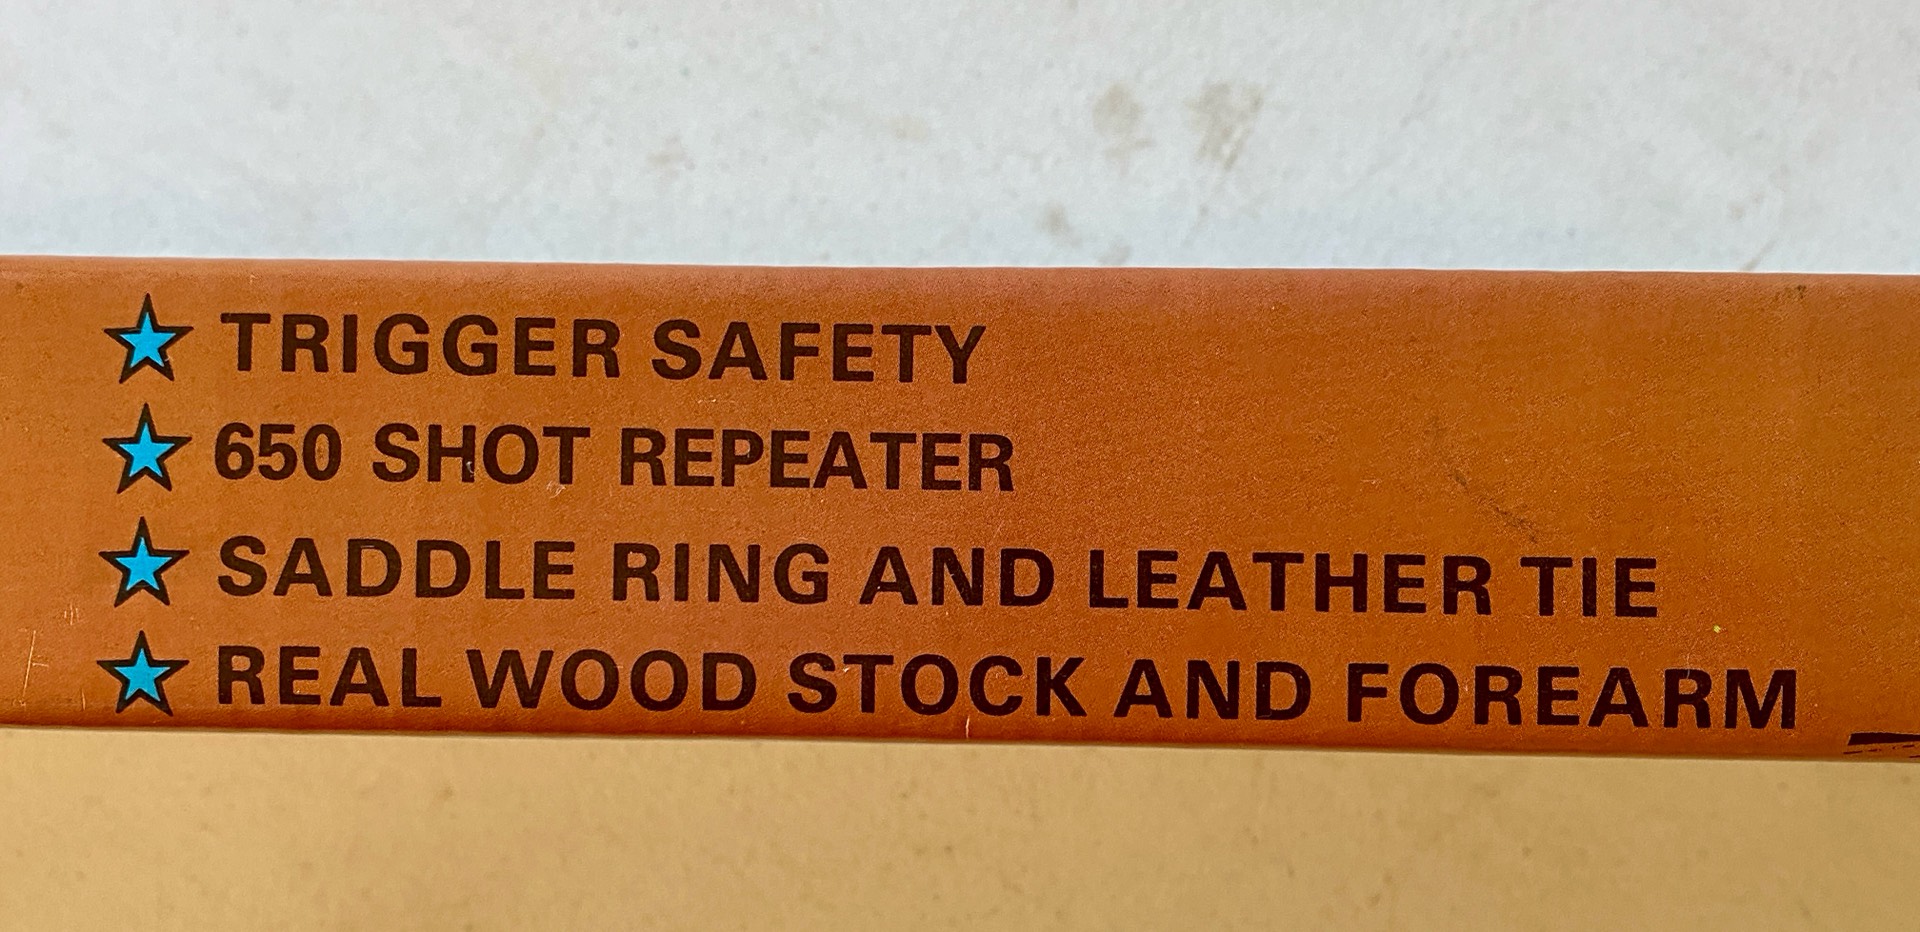 TRIGGER SAFETY
650 SHOT REPEATER
SADDLE RING AND LEATHER TIE
REAL WOOD STOCK AND FOREARM